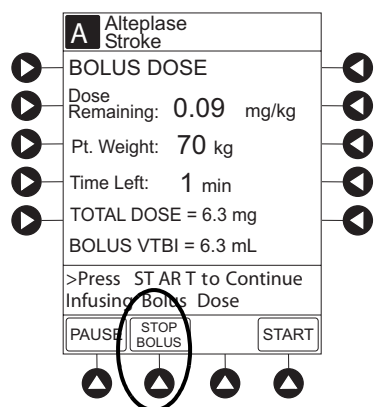 A Alteplase
Stroke
BOLUS DOSE
Dose
Remaining: 0.09 mg/kg
Pt. Weight: 70 kg
Time Left: 1 min
TOTAL DOSE = 6.3 mg
BOLUS VTBI = 6.3 mL
>Press ST AR T to Continue
Infusing Bolus Dose
PAUSE STOP BOLUS START